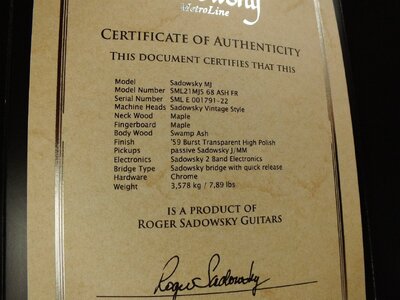 MetroLine
CERTIFICATE OF AUTHENTICITY
THIS DOCUMENT CERTIFIES THAT THIS
Model Sadowsky MJ
Model Number SML21MJ5 68 ASH FR
Serial Number SML E 001791-22
Machine Heads Sadowsky Vintage Style
Neck Wood Maple
Fingerboard Maple
Body Wood Swamp Ash
Finish '59 Burst Transparent High Polish
Pickups passive Sadowsky J/MM
Electronics Sadowsky 2 Band Electronics
Bridge Type Sadowsky bridge with quick release
Hardware Chrome
Weight 3,578 kg / 7,89 lbs
IS A PRODUCT OF
ROGER SADOWSKY GUITARS
Roger Sadowsky